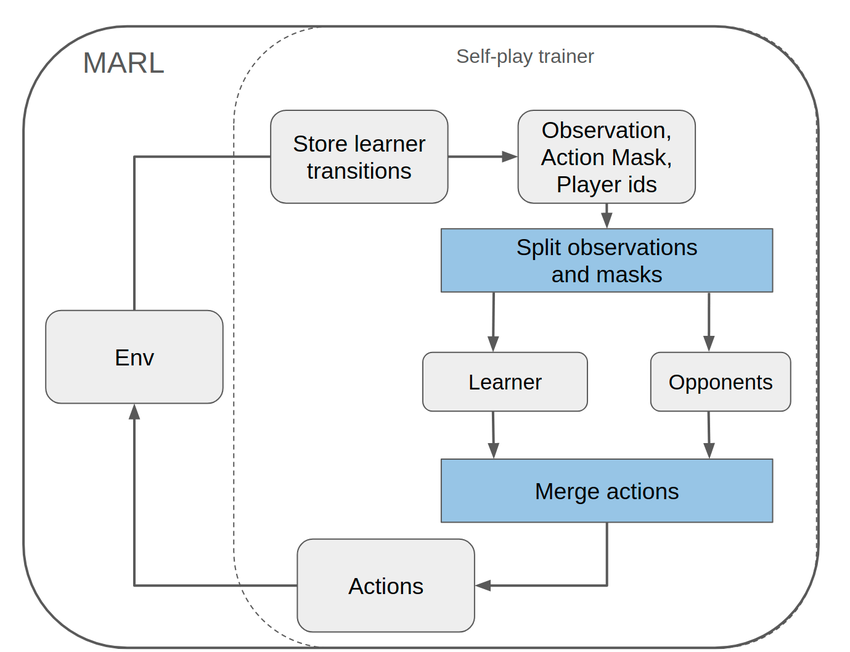 MARL
Self-play trainer
Store learner
transitions
Observation,
Action Mask,
Player ids
Split observations
and masks
Env
Learner
Opponents
Merge actions
Actions